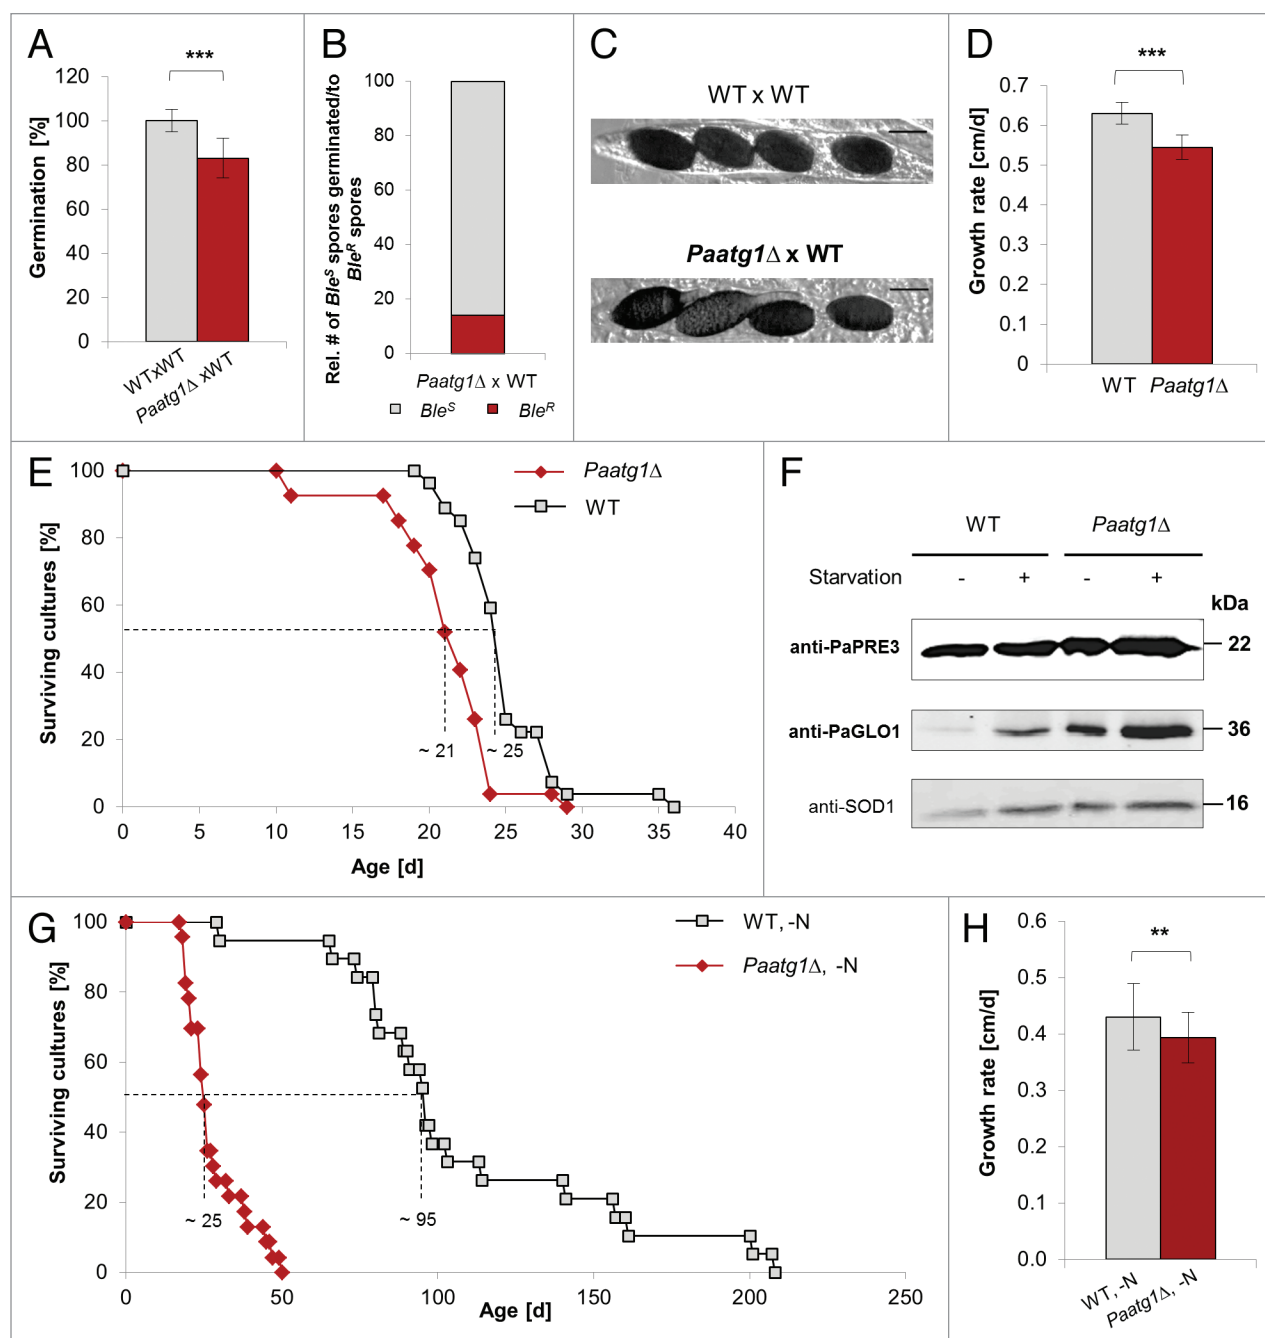 A
***
120
100
80
60
40
20
0
Germination [%]
WTxWT
Paatg1Δ xWT
B
100
80
60
40
20
0
Rel. # of BleS spores germinated/to
BleR spores
Paatg1Δ x WT
BleS
BleR
C
WT x WT
Paatg1Δ x WT
D
***
0.7
0.6
0.5
0.4
0.3
0.2
0.1
0
Growth rate [cm/d]
WT Paatg1Δ
E
100
80
60
40
20
0
Surviving cultures [%]
Paatg1Δ
WT
~ 21
~ 25
0 5 10 15 20 25 30 35 40
Age [d]
F
WT Paatg1Δ
Starvation - + - +
kDa
anti-PaPRE3 22
anti-PaGLO1 36
anti-SOD1 16
G
100
80
60
40
20
0
Surviving cultures [%]
WT, -N
Paatg1Δ, -N
~ 25
~ 95
0 50 100 150 200 250
Age [d]
H
**
0.6
0.5
0.4
0.3
0.2
0.1
0.0
Growth rate [cm/d]
WT, -N
Paatg1Δ, -N